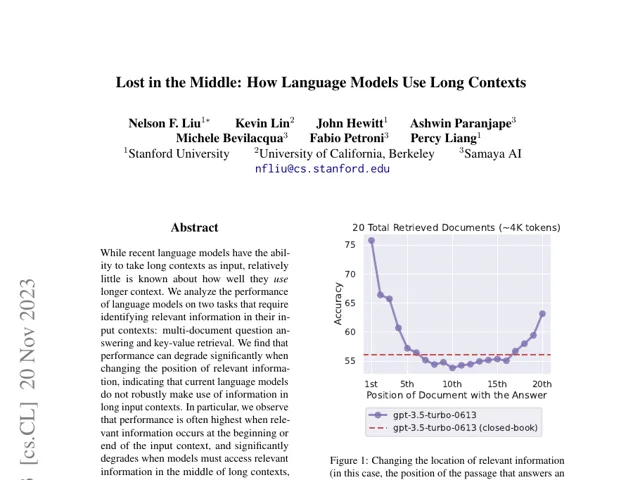 Lost in the Middle: How Language Models Use Long Contexts
Nelson F. Liu1* Kevin Lin2 John Hewitt1 Ashwin Paranjape3
Michele Bevilacqua3 Fabio Petroni3 Percy Liang1
1Stanford University 2University of California, Berkeley 3Samaya AI
nfliu@cs.stanford.edu
[cs.CL] 20 Nov 2023
Abstract
While recent language models have the abil-
ity to take long contexts as input, relatively
little is known about how well they use
longer context. We analyze the performance
of language models on two tasks that require
identifying relevant information in their in-
put contexts: multi-document question an-
swering and key-value retrieval. We find that
performance can degrade significantly when
changing the position of relevant informa-
tion, indicating that current language models
do not robustly make use of information in
long input contexts. In particular, we observe
that performance is often highest when rele-
vant information occurs at the beginning or
end of the input context, and significantly
degrades when models must access relevant
information in the middle of long contexts,
20 Total Retrieved Documents (~4K tokens)
75
70
65
60
55
Accuracy
1st 5th 10th 15th 20th
Position of Document with the Answer
gpt-3.5-turbo-0613
gpt-3.5-turbo-0613 (closed-book)
Figure 1: Changing the location of relevant information
(in this case, the position of the passage that answers an